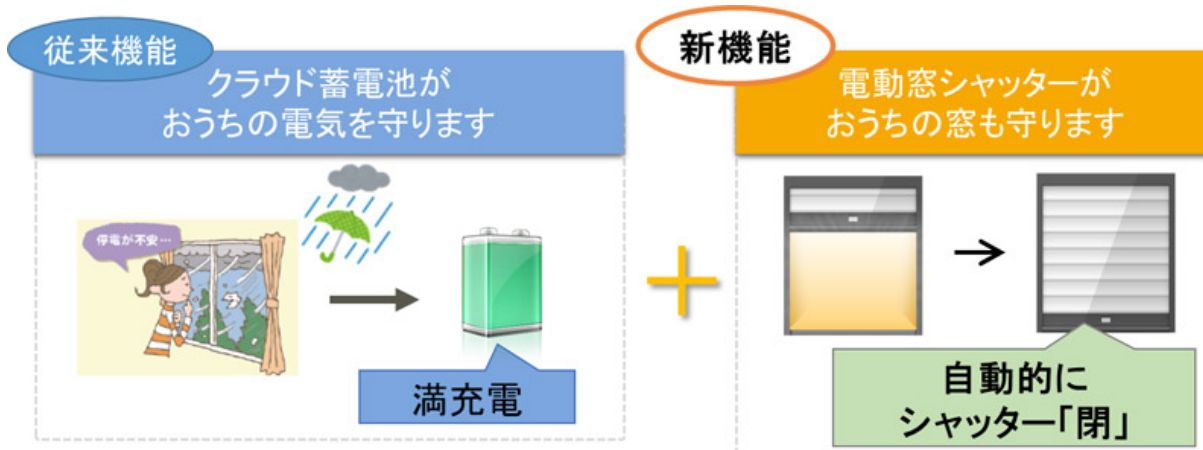 従来機能
クラウド蓄電池が
おうちの電気を守ります
停電が不安…
満充電
＋
新機能
電動窓シャッターが
おうちの窓も守ります
自動的に
シャッター「閉」